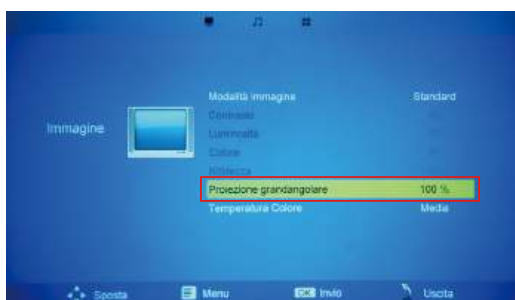 Modalità immagine Standard
Contrasto
Luminosità
Immagine
Colore
Nitidezza
Proiezione grandangolare 100 %
Temperatura Colore Media
Sposta Menu OK Invio Uscita